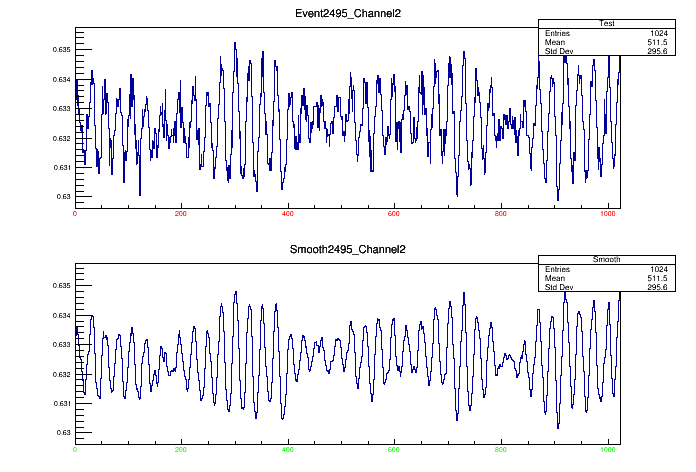 Event2495_Channel2
Test
Entries 1024
Mean 511.5
Std Dev 295.6
0.635
0.634
0.633
0.632
0.631
0.63
0 200 400 600 800 1000
Smooth2495_Channel2
Smooth
Entries 1024
Mean 511.5
Std Dev 295.6
0.635
0.634
0.633
0.632
0.631
0.63
0 200 400 600 800 1000